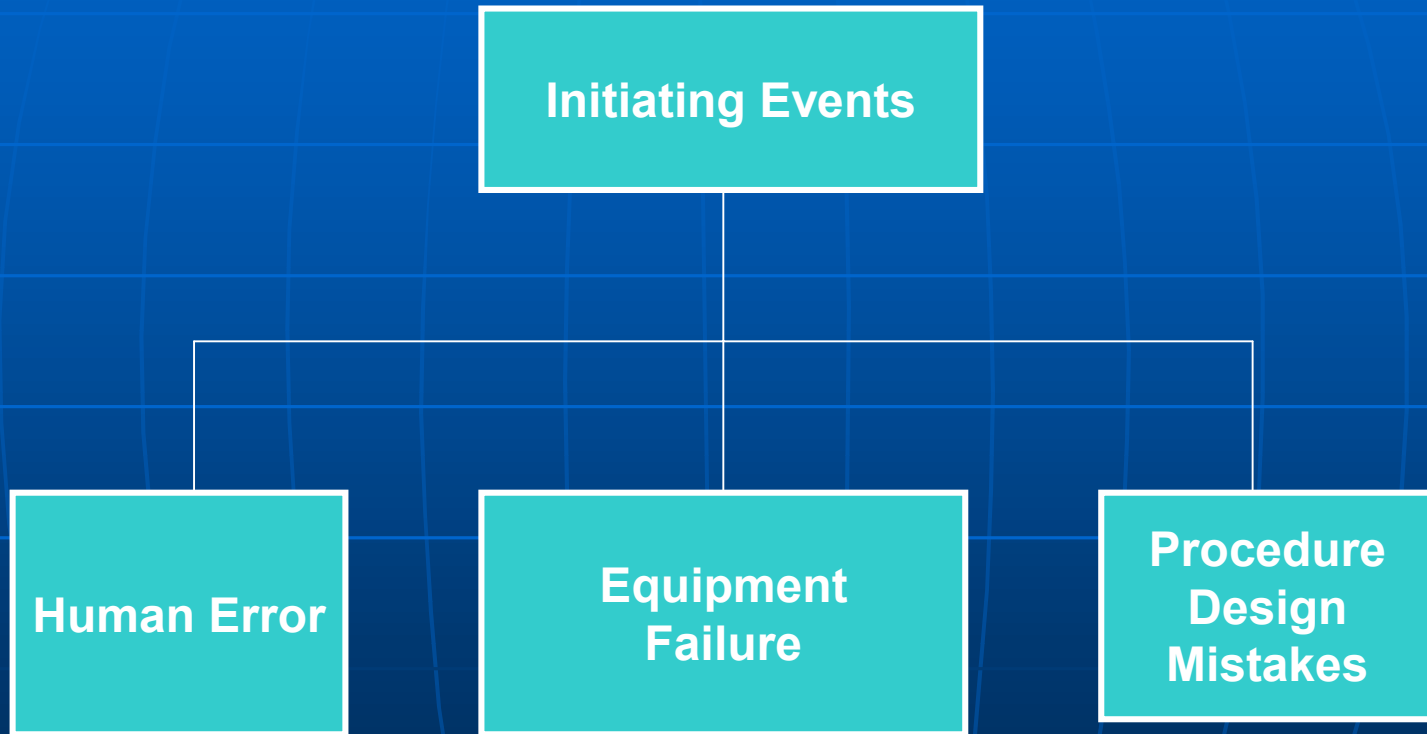 Initiating Events
Human Error
Equipment
Failure
Procedure
Design
Mistakes